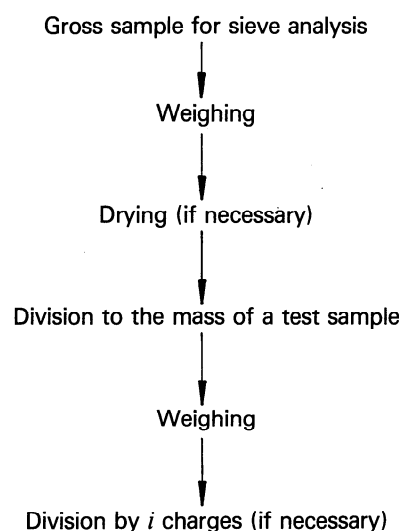 Gross sample for sieve analysis
Weighing
Drying (if necessary)
Division to the mass of a test sample
Weighing
Division by i charges (if necessary)